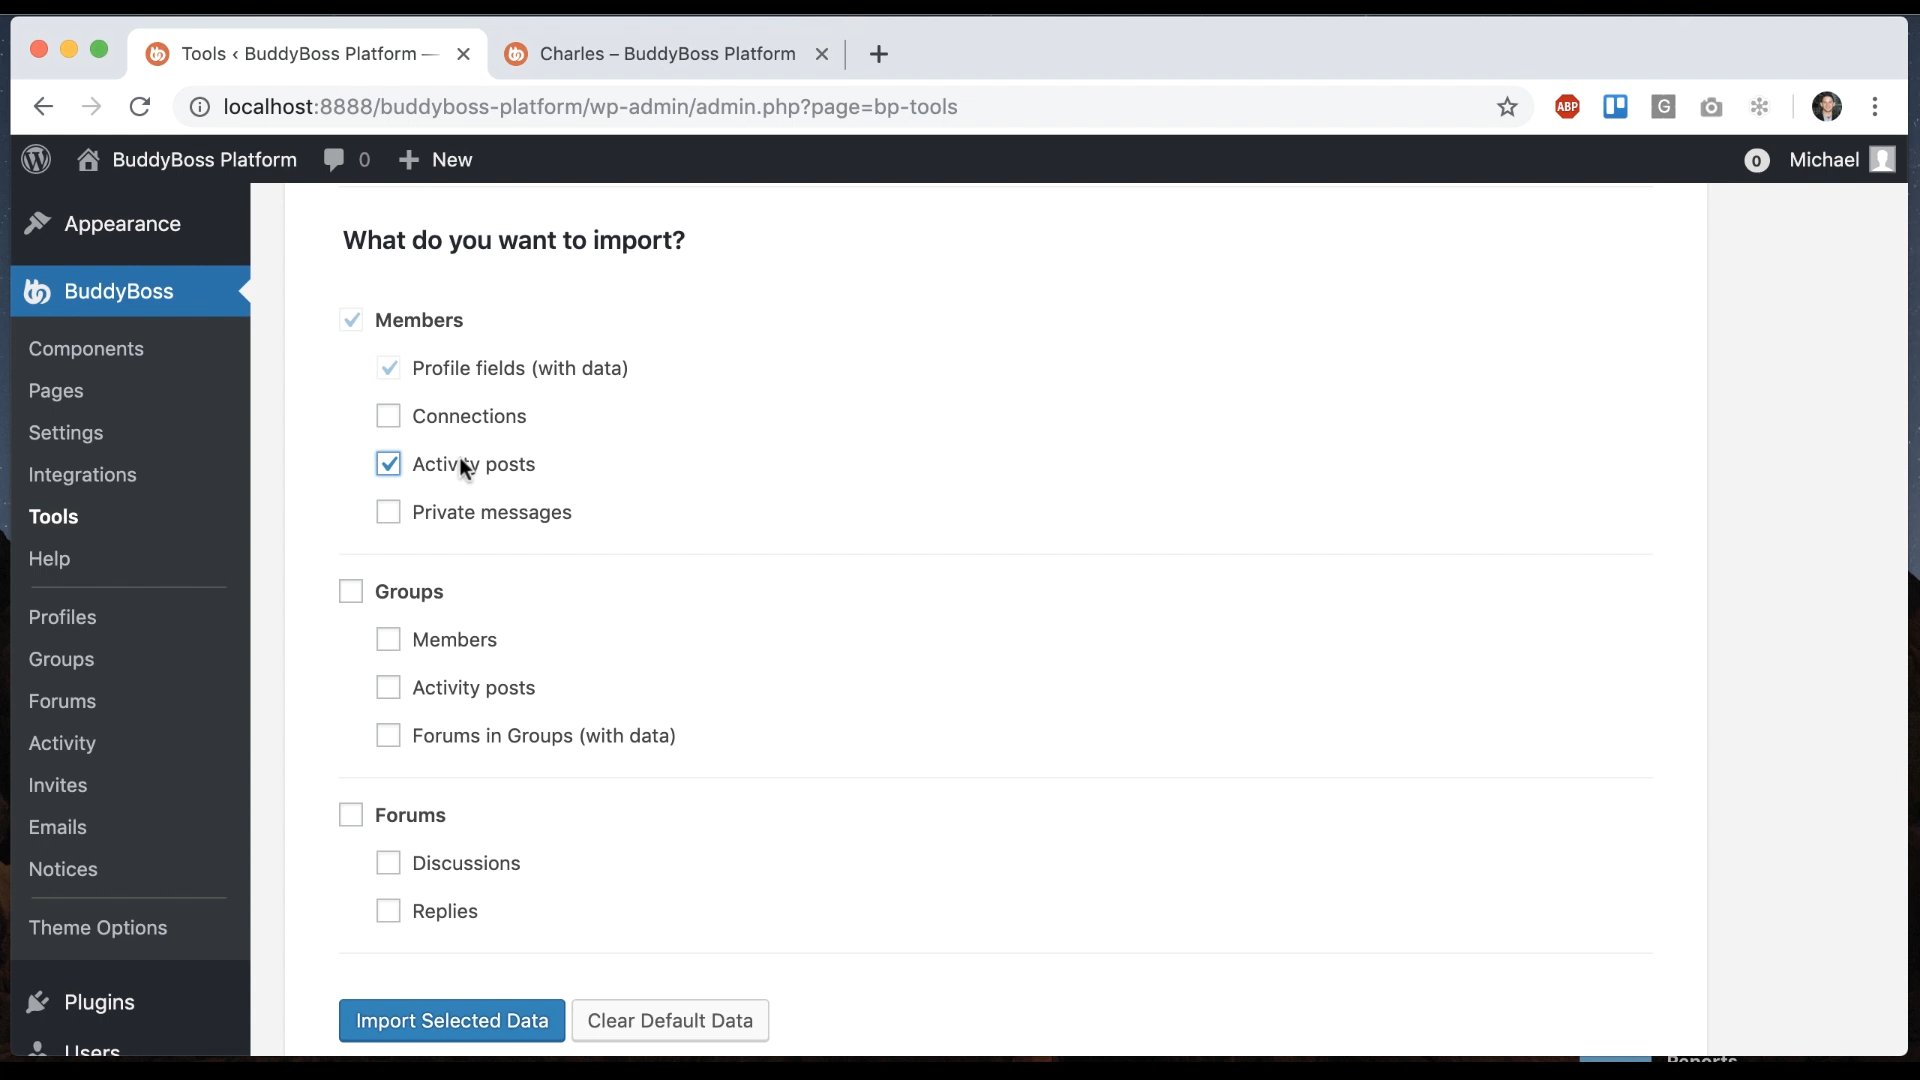 Tools ‹ BuddyBoss Platform —
Charles – BuddyBoss Platform
localhost:8888/buddyboss-platform/wp-admin/admin.php?page=bp-tools
ABP
G
BuddyBoss Platform
0
New
0
Michael
Appearance
BuddyBoss
Components
Pages
Settings
Integrations
Tools
Help
Profiles
Groups
Forums
Activity
Invites
Emails
Notices
Theme Options
Plugins
Users
What do you want to import?
Members
Profile fields (with data)
Connections
Activity posts
Private messages
Groups
Members
Activity posts
Forums in Groups (with data)
Forums
Discussions
Replies
Import Selected Data
Clear Default Data
Reports